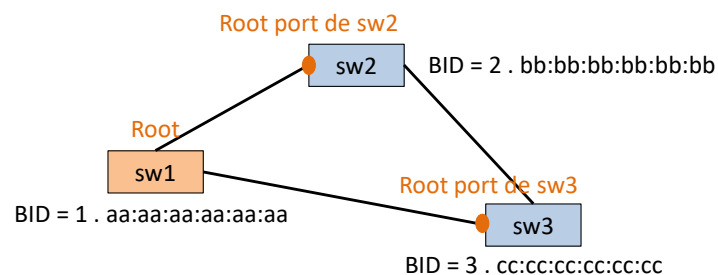 Root port de sw2
sw2
BID = 2 . bb:bb:bb:bb:bb:bb
Root
sw1
Root port de sw3
BID = 1 . aa:aa:aa:aa:aa:aa
sw3
BID = 3 . cc:cc:cc:cc:cc:cc